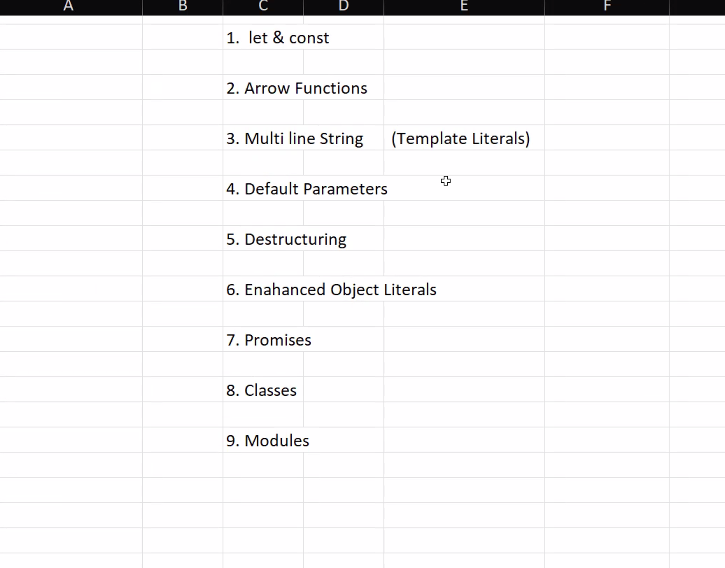 A B C D E F
1. let & const
2. Arrow Functions
3. Multi line String (Template Literals)
4. Default Parameters
5. Destructuring
6. Enahanced Object Literals
7. Promises
8. Classes
9. Modules